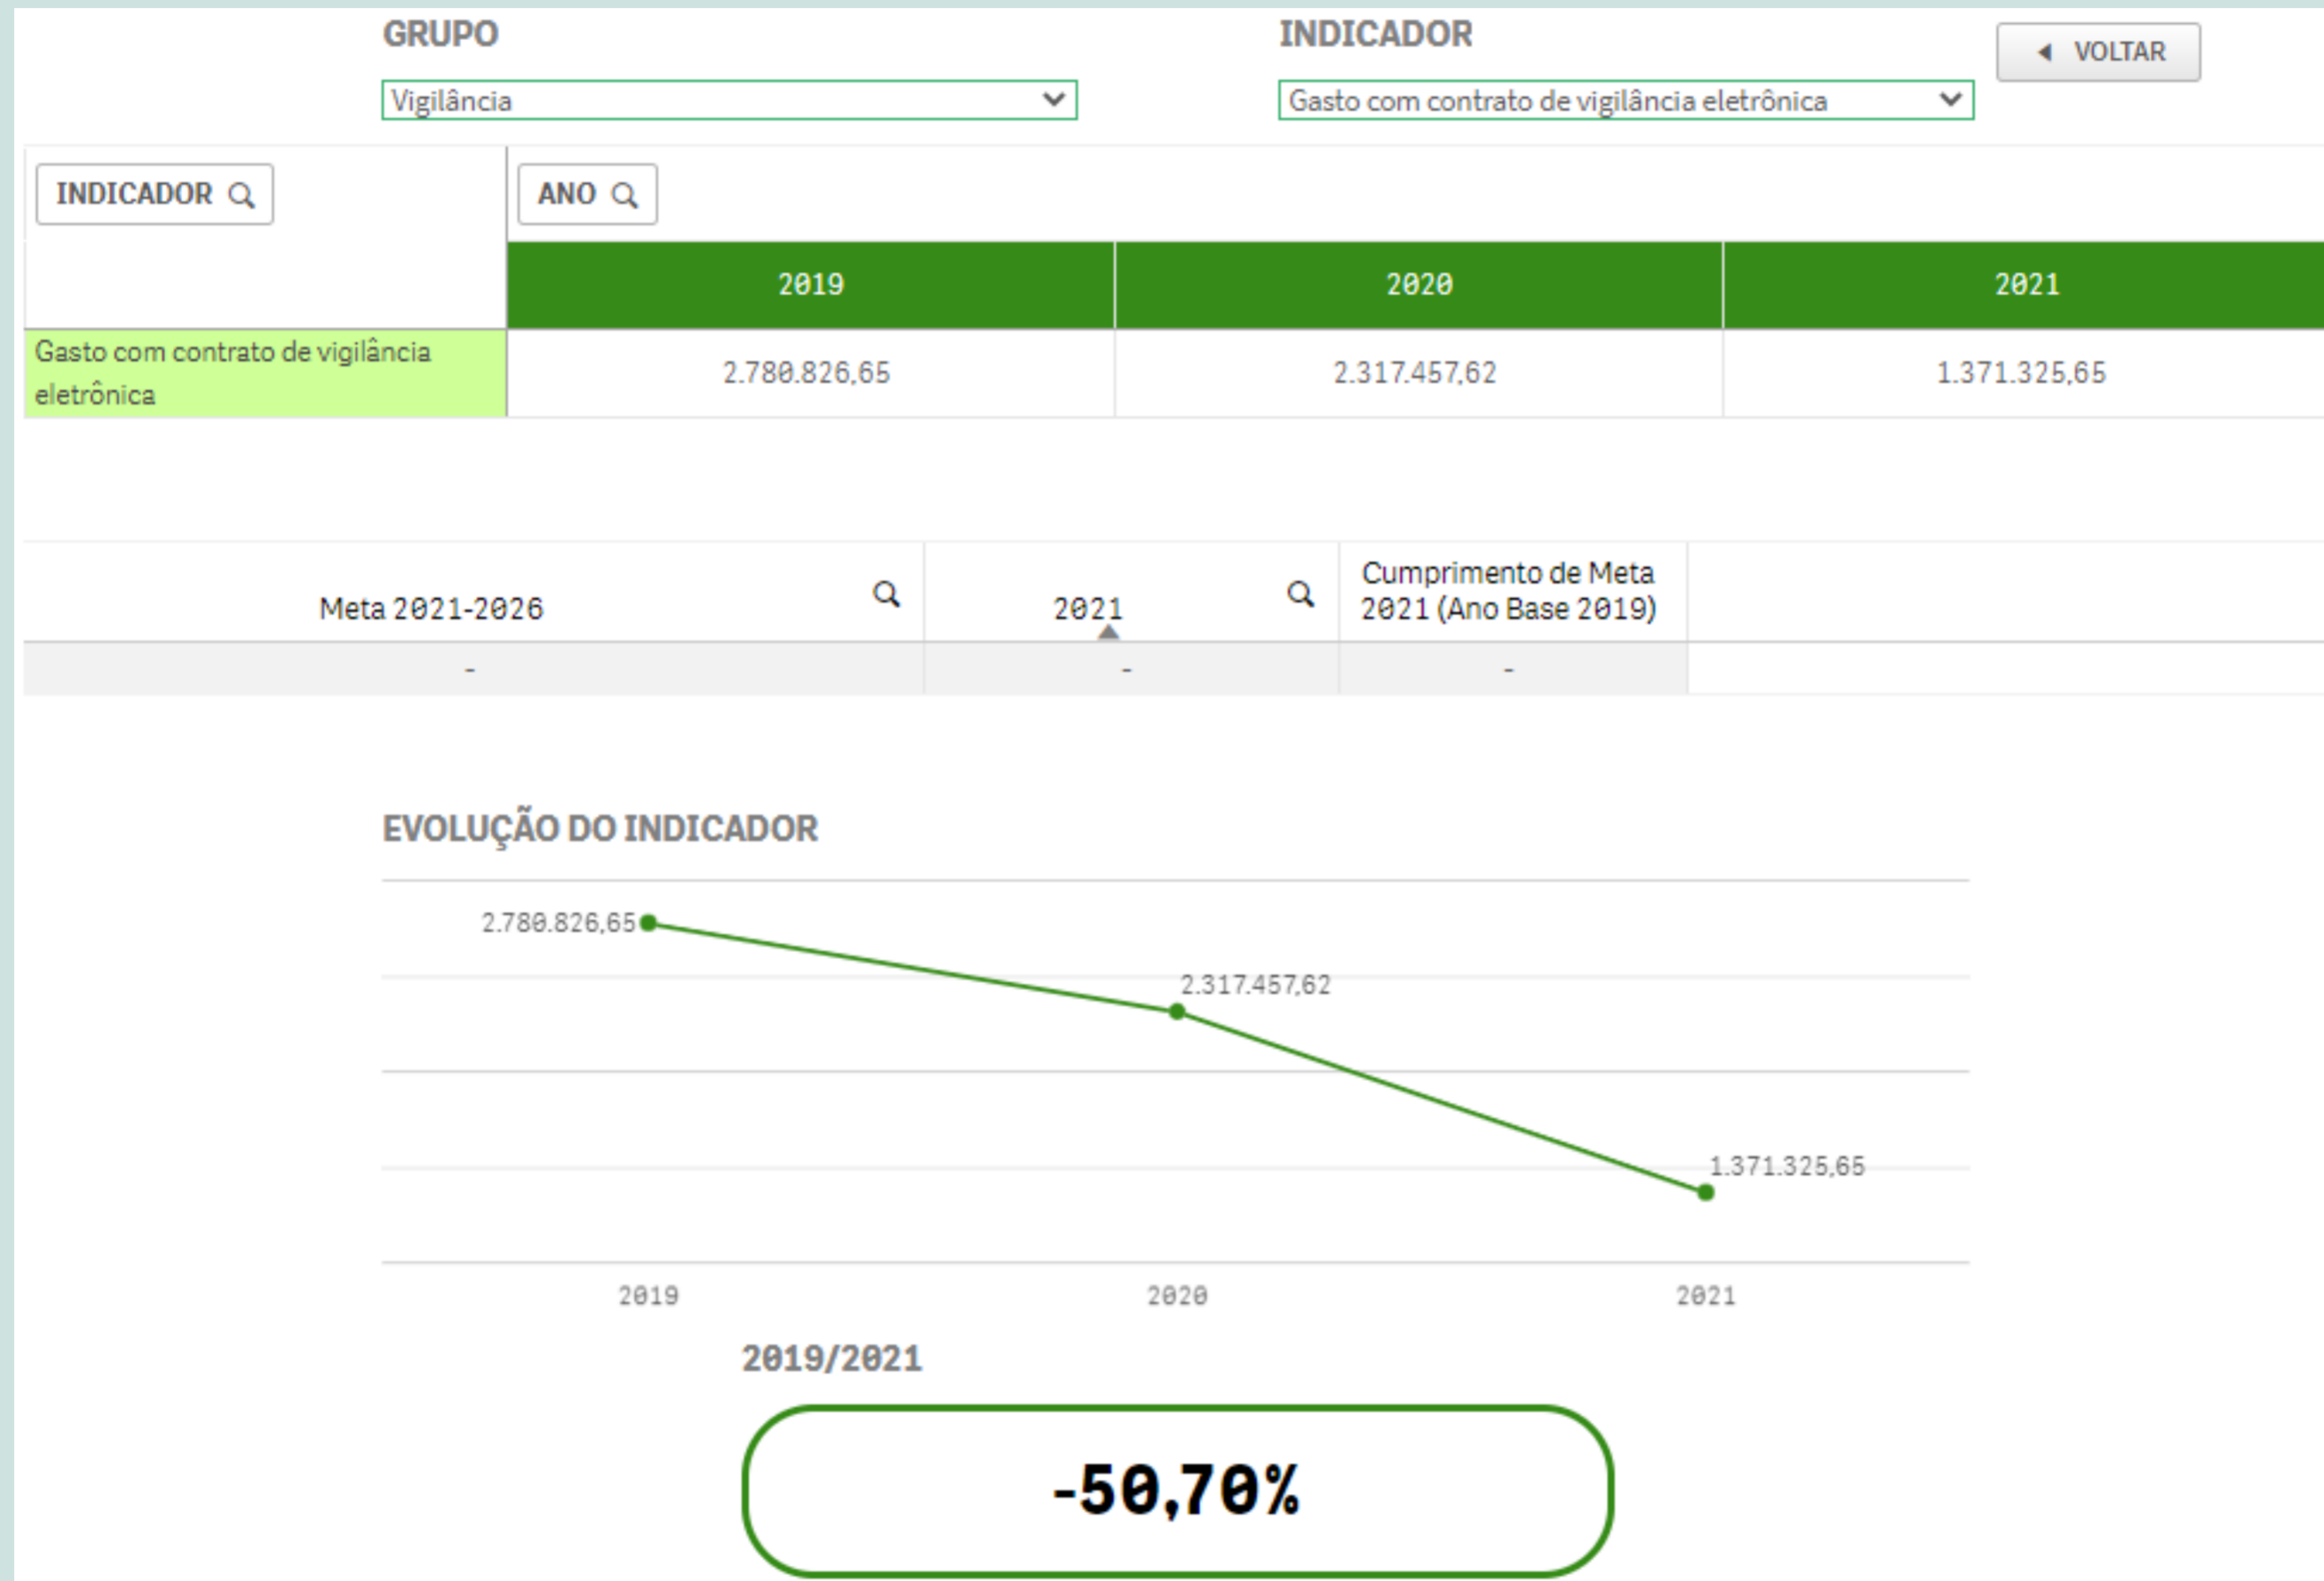 GRUPO
INDICADOR
VOLTAR
Vigilância
Gasto com contrato de vigilância eletrônica
INDICADOR
ANO
2019
2020
2021
Gasto com contrato de vigilância
eletrônica
2.780.826,65
2.317.457,62
1.371.325,65
Meta 2021-2026
2021
Cumprimento de Meta
2021 (Ano Base 2019)
-
-
-
EVOLUÇÃO DO INDICADOR
2.780.826,65
2.317.457,62
1.371.325,65
2019
2020
2021
2019/2021
-50,70%